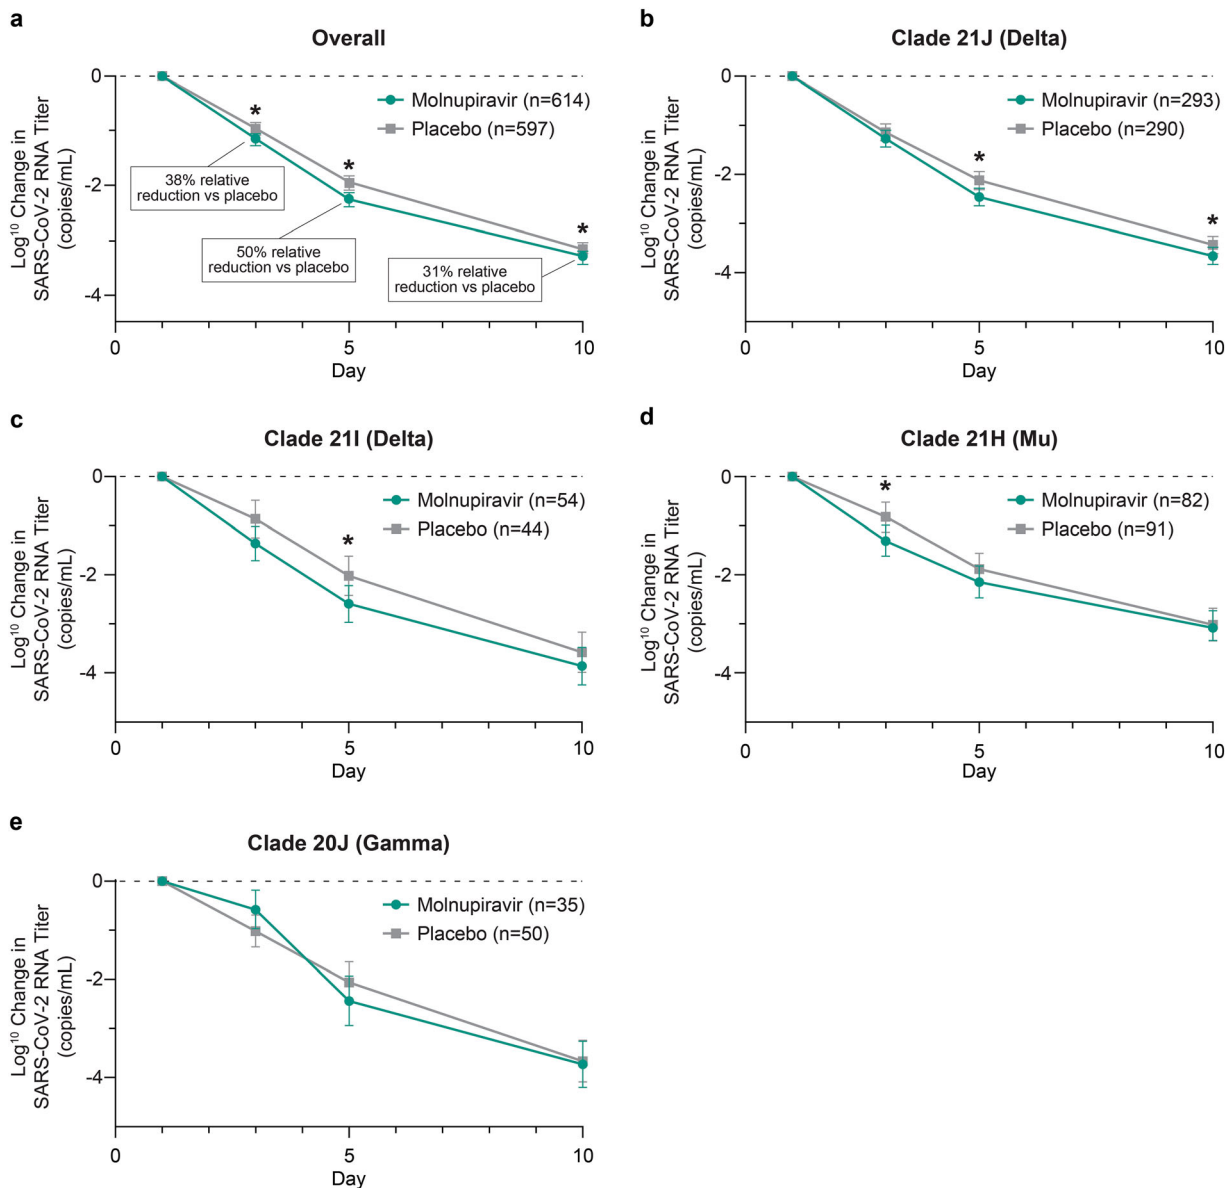 a
Overall
Log¹⁰ Change in
SARS-CoV-2 RNA Titer
(copies/mL)
0
-2
-4
*
*
*
Molnupiravir (n=614)
Placebo (n=597)
38% relative
reduction vs placebo
50% relative
reduction vs placebo
31% relative
reduction vs placebo
0
5
10
Day
b
Clade 21J (Delta)
Log¹⁰ Change in
SARS-CoV-2 RNA Titer
(copies/mL)
0
-2
-4
Molnupiravir (n=293)
Placebo (n=290)
*
*
0
5
10
Day
c
Clade 21I (Delta)
Log¹⁰ Change in
SARS-CoV-2 RNA Titer
(copies/mL)
0
-2
-4
Molnupiravir (n=54)
Placebo (n=44)
*
0
5
10
Day
d
Clade 21H (Mu)
Log¹⁰ Change in
SARS-CoV-2 RNA Titer
(copies/mL)
0
-2
-4
*
Molnupiravir (n=82)
Placebo (n=91)
0
5
10
Day
e
Clade 20J (Gamma)
Log¹⁰ Change in
SARS-CoV-2 RNA Titer
(copies/mL)
0
-2
-4
Molnupiravir (n=35)
Placebo (n=50)
0
5
10
Day